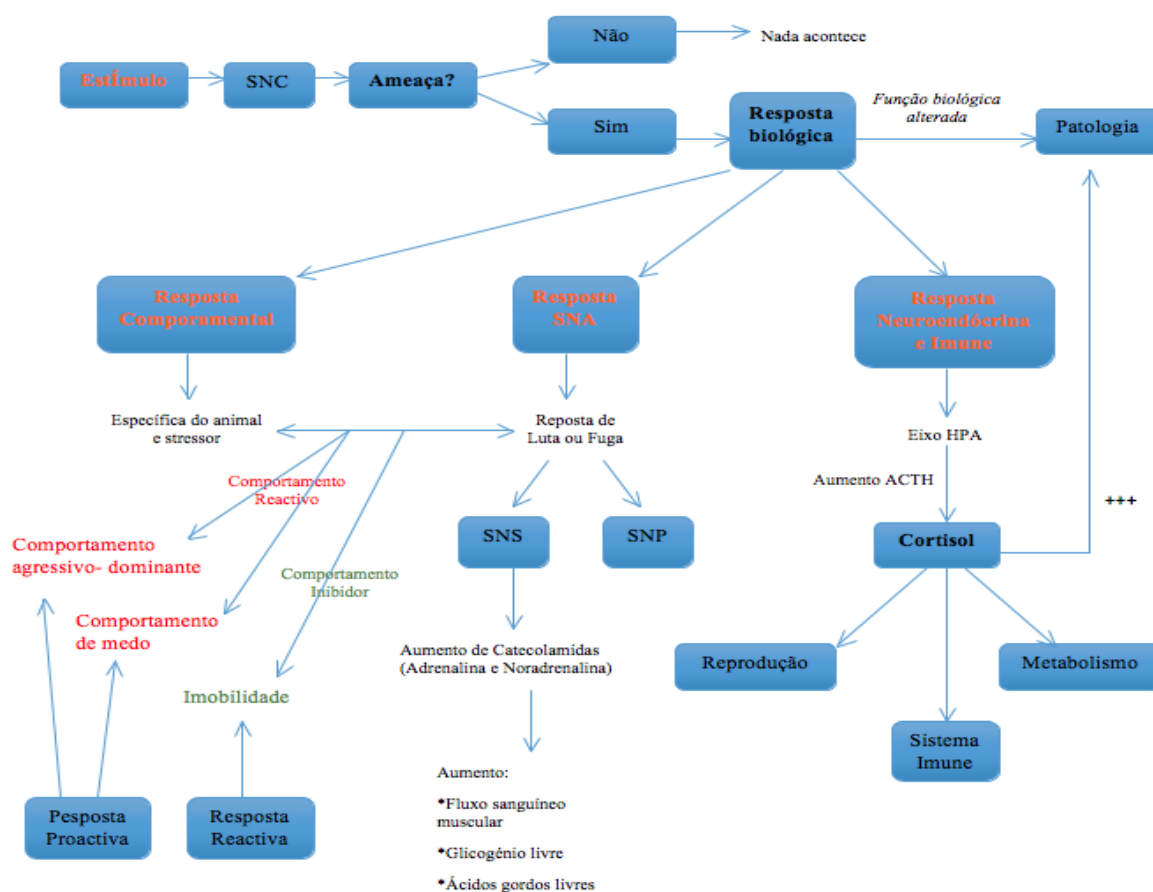 Não
Nada acontece
EstÍmulo
SNC
Ameaça?
Sim
Resposta
biológica
Função biológica
alterada
Patologia
Resposta
Comporamental
Resposta
SNA
Resposta
Neuroendócrina
e Imune
Específica do animal
e stressor
Reposta de
Luta ou Fuga
Eixo HPA
Comportamento
Reactivo
Aumento ACTH
+++
SNS
SNP
Cortisol
Comportamento
agressivo- dominante
Comportamento
Inibidor
Comportamento
de medo
Aumento de Catecolamidas
(Adrenalina e Noradrenalina)
Reprodução
Metabolismo
Imobilidade
Sistema
Imune
Aumento:
*Fluxo sanguíneo
muscular
*Glicogénio livre
*Ácidos gordos livres
Pesposta
Proactiva
Resposta
Reactiva